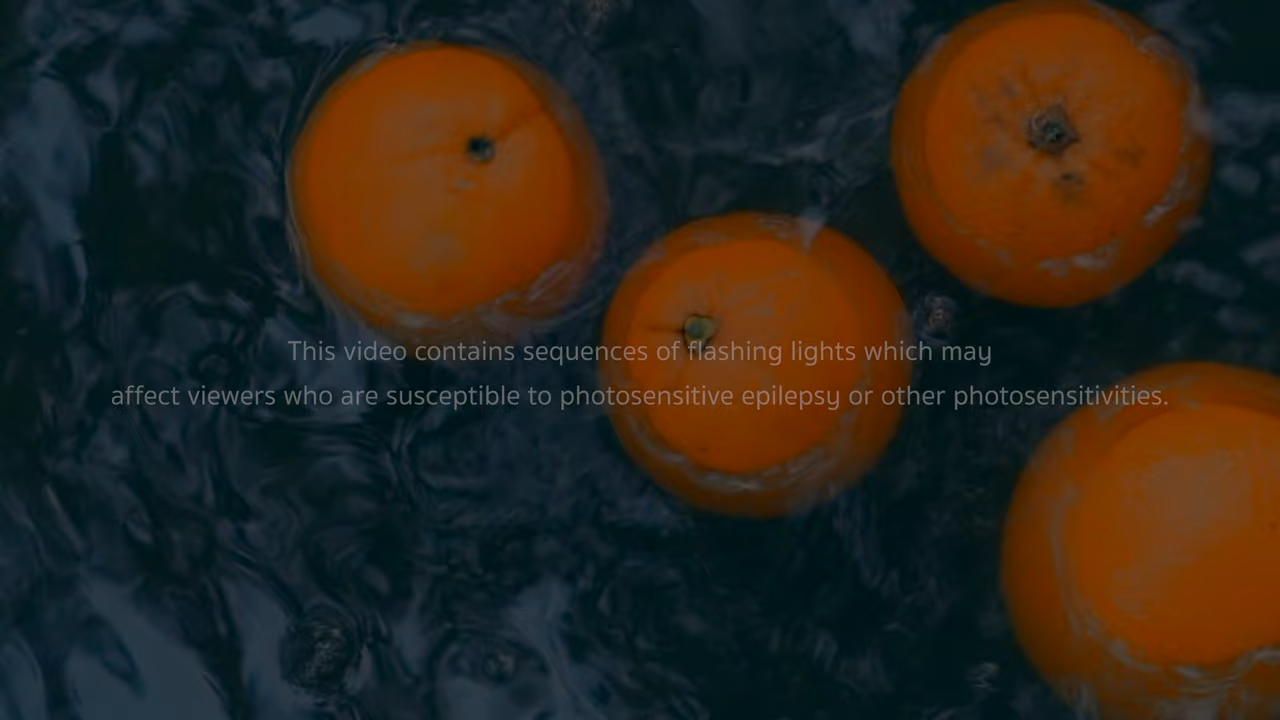 This video contains sequences of flashing lights which may
affect viewers who are susceptible to photosensitive epilepsy or other photosensitivities.